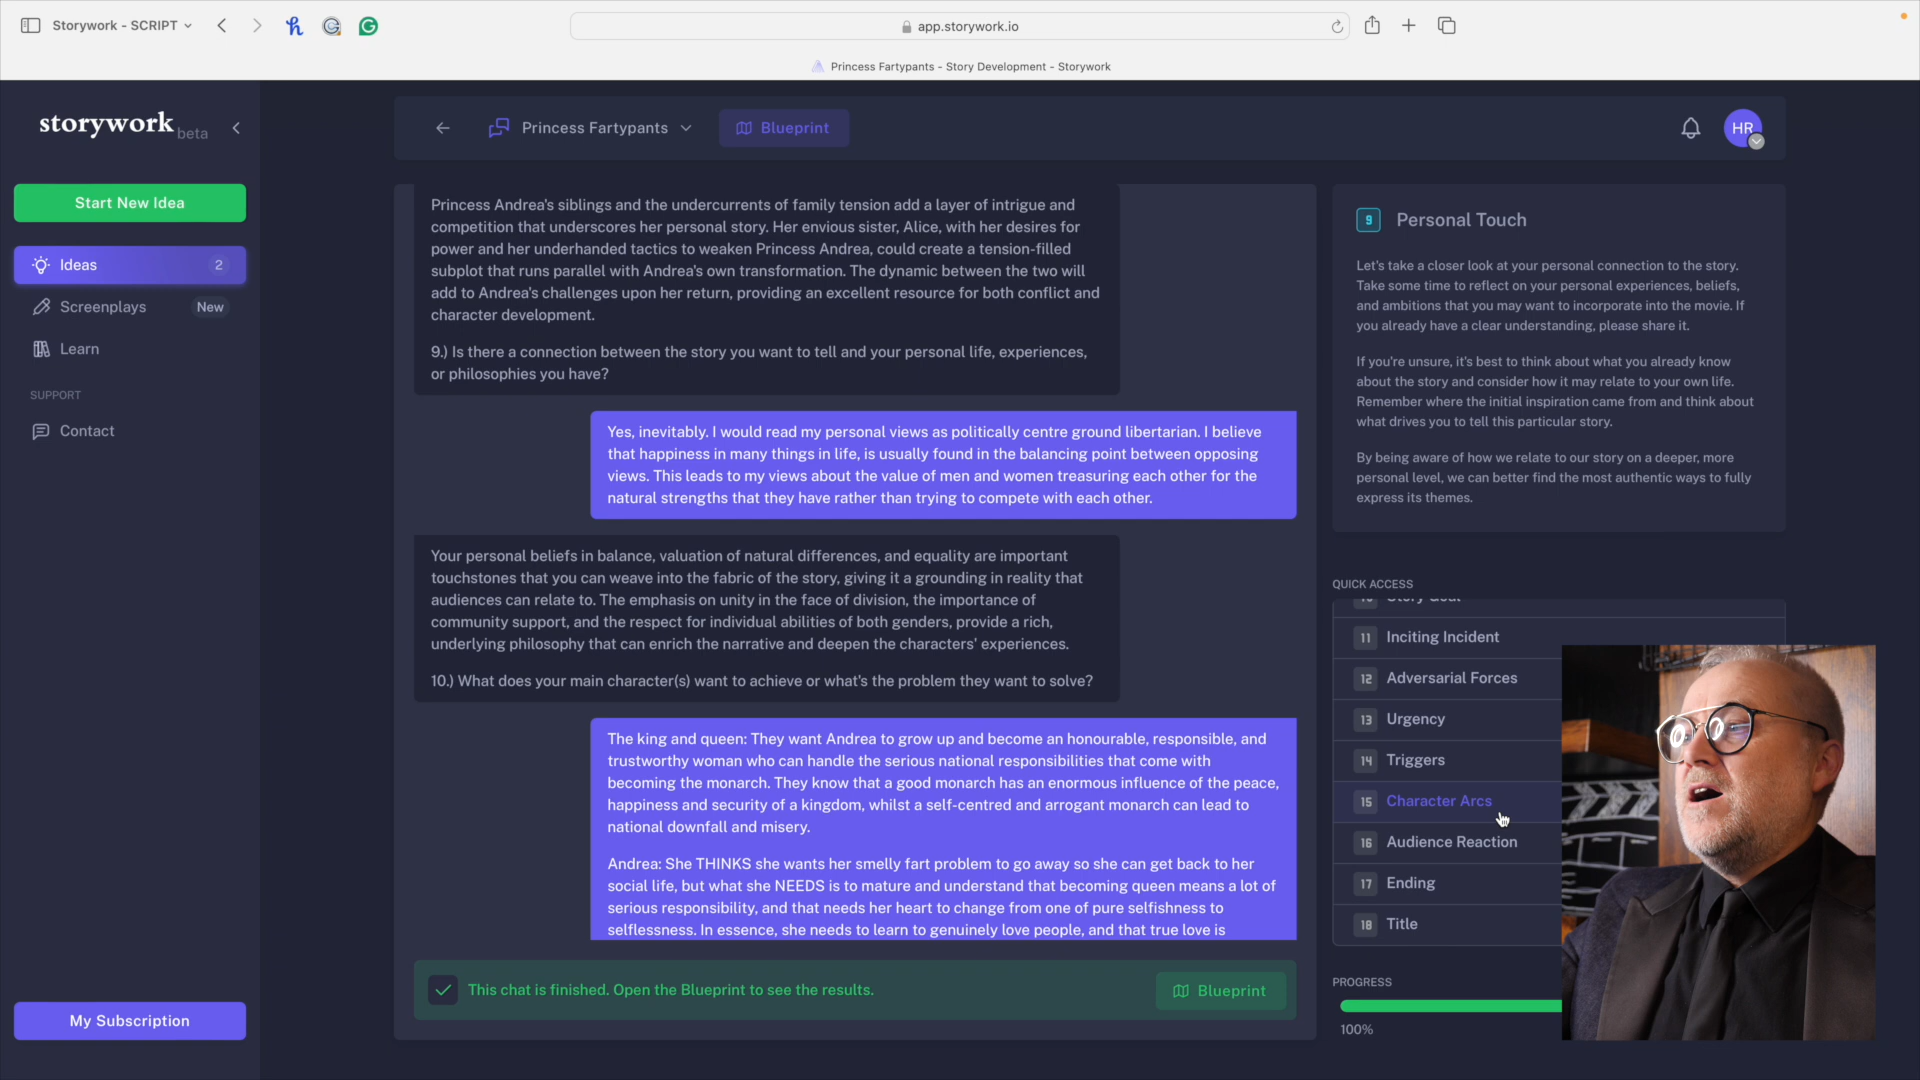 Storywork - SCRIPT
app.storywork.io
Princess Fartypants - Story Development - Storywork
storywork beta
Princess Fartypants
Blueprint
HR
Start New Idea
Ideas 2
Screenplays New
Learn
SUPPORT
Contact
My Subscription
Princess Andrea's siblings and the undercurrents of family tension add a layer of intrigue and
competition that underscores her personal story. Her envious sister, Alice, with her desires for
power and her underhanded tactics to weaken Princess Andrea, could create a tension-filled
subplot that runs parallel with Andrea's own transformation. The dynamic between the two will
add to Andrea's challenges upon her return, providing an excellent resource for both conflict and
character development.
9.) Is there a connection between the story you want to tell and your personal life, experiences,
or philosophies you have?
Yes, inevitably. I would read my personal views as politically centre ground libertarian. I believe
that happiness in many things in life, is usually found in the balancing point between opposing
views. This leads to my views about the value of men and women treasuring each other for the
natural strengths that they have rather than trying to compete with each other.
Your personal beliefs in balance, valuation of natural differences, and equality are important
touchstones that you can weave into the fabric of the story, giving it a grounding in reality that
audiences can relate to. The emphasis on unity in the face of division, the importance of
community support, and the respect for individual abilities of both genders, provide a rich,
underlying philosophy that can enrich the narrative and deepen the characters' experiences.
10.) What does your main character(s) want to achieve or what's the problem they want to solve?
The king and queen: They want Andrea to grow up and become an honourable, responsible, and
trustworthy woman who can handle the serious national responsibilities that come with
becoming the monarch. They know that a good monarch has an enormous influence of the peace,
happiness and security of a kingdom, whilst a self-centred and arrogant monarch can lead to
national downfall and misery.
Andrea: She THINKS she wants her smelly fart problem to go away so she can get back to her
social life, but what she NEEDS is to mature and understand that becoming queen means a lot of
serious responsibility, and that needs her heart to change from one of pure selfishness to
selflessness. In essence, she needs to learn to genuinely love people, and that true love is
This chat is finished. Open the Blueprint to see the results.
Blueprint
9 Personal Touch
Let's take a closer look at your personal connection to the story.
Take some time to reflect on your personal experiences, beliefs,
and ambitions that you may want to incorporate into the movie. If
you already have a clear understanding, please share it.
If you're unsure, it's best to think about what you already know
about the story and consider how it may relate to your own life.
Remember where the initial inspiration came from and think about
what drives you to tell this particular story.
By being aware of how we relate to our story on a deeper, more
personal level, we can better find the most authentic ways to fully
express its themes.
QUICK ACCESS
10 Story Goal
11 Inciting Incident
12 Adversarial Forces
13 Urgency
14 Triggers
15 Character Arcs
16 Audience Reaction
17 Ending
18 Title
PROGRESS
100%